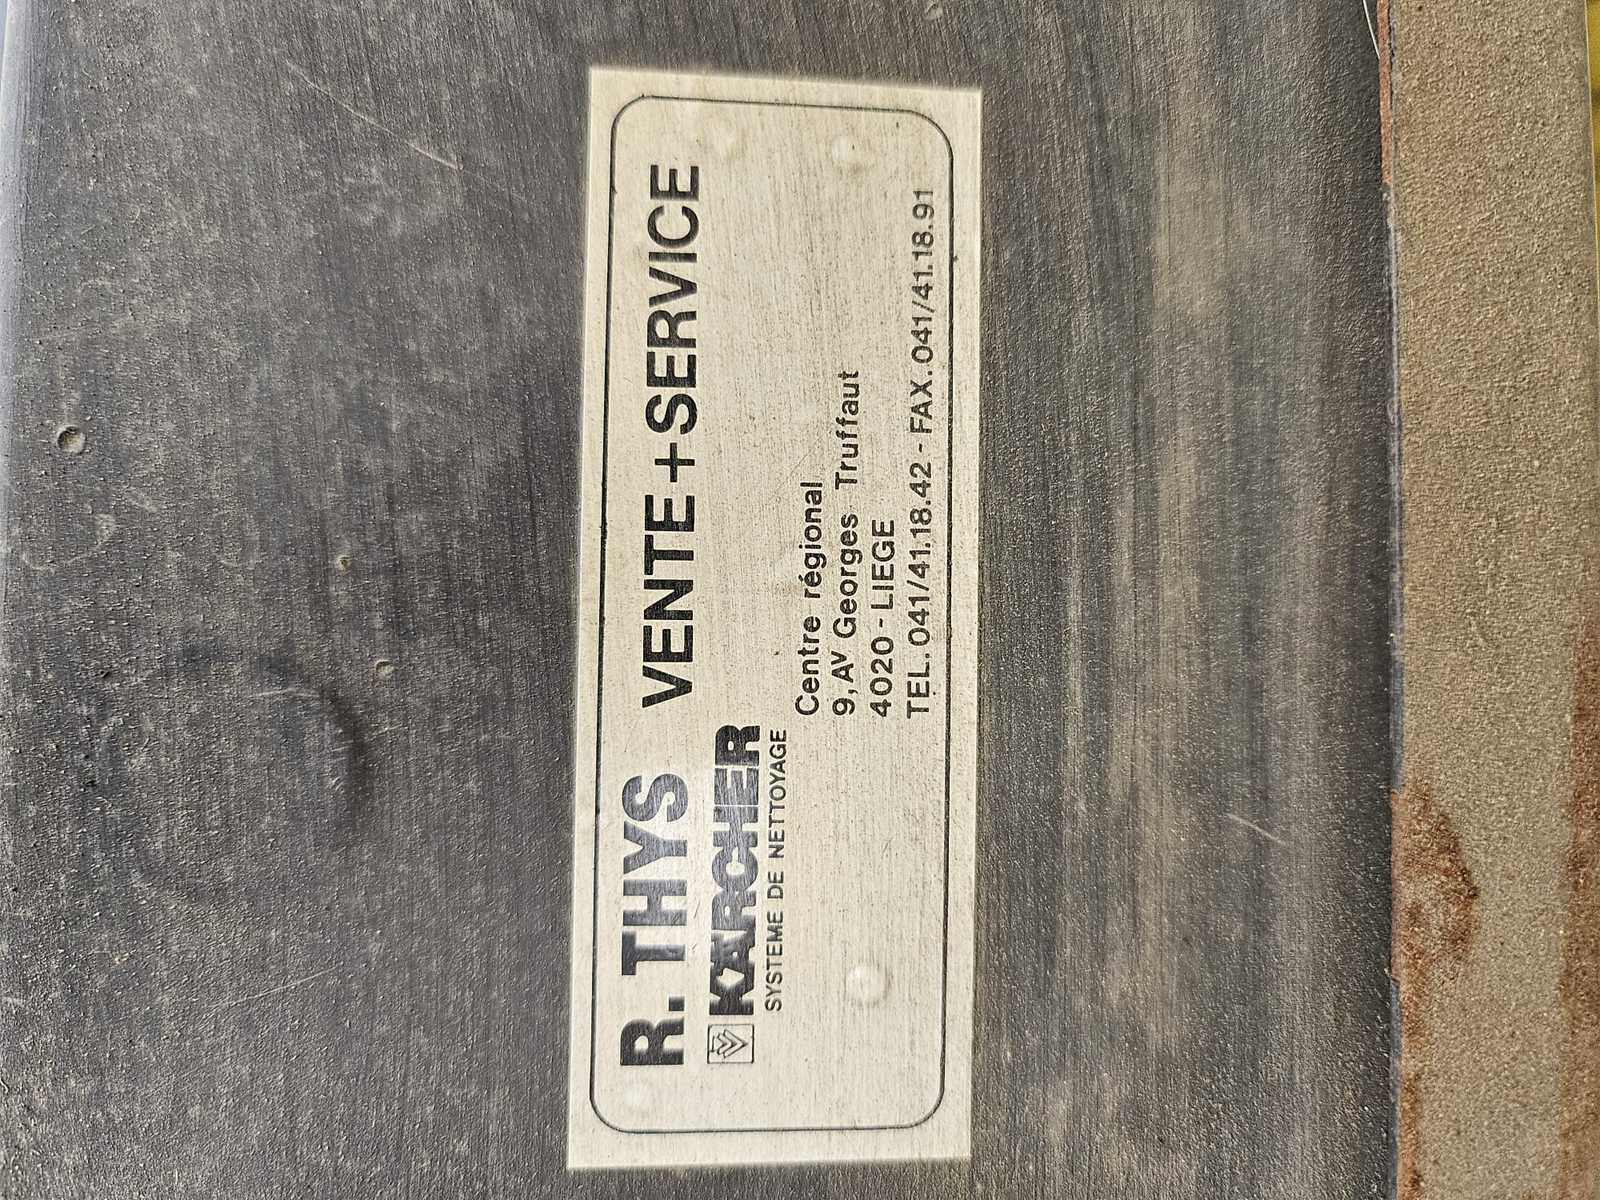 R. THYS VENTE+SERVICE
KÄRCHER
SYSTEME DE NETTOYAGE
Centre régional
9, AV Georges Truffaut
4020 - LIEGE
TEL. 041/41.18.42 - FAX. 041/41.18.91